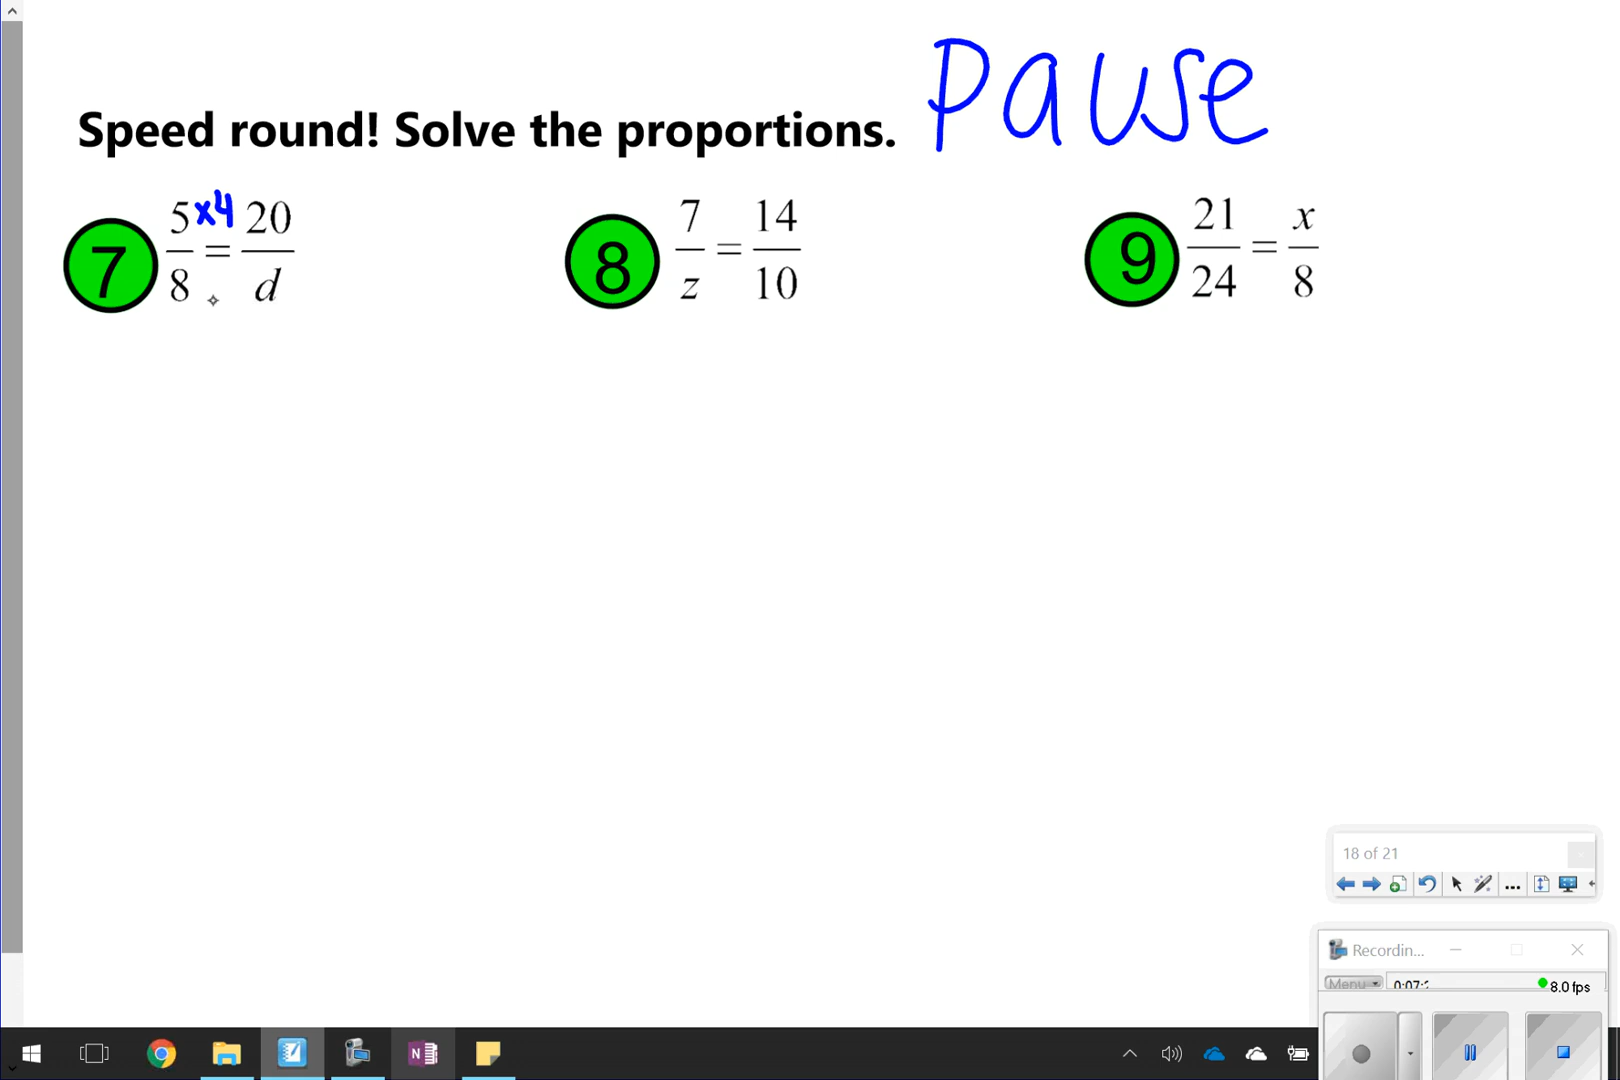 Pause
Speed round! Solve the proportions.
7 5/8 ×4 = 20/d
8 7/z = 14/10
9 21/24 = x/8
18 of 21
Recordin...
Menu
8.0 fps